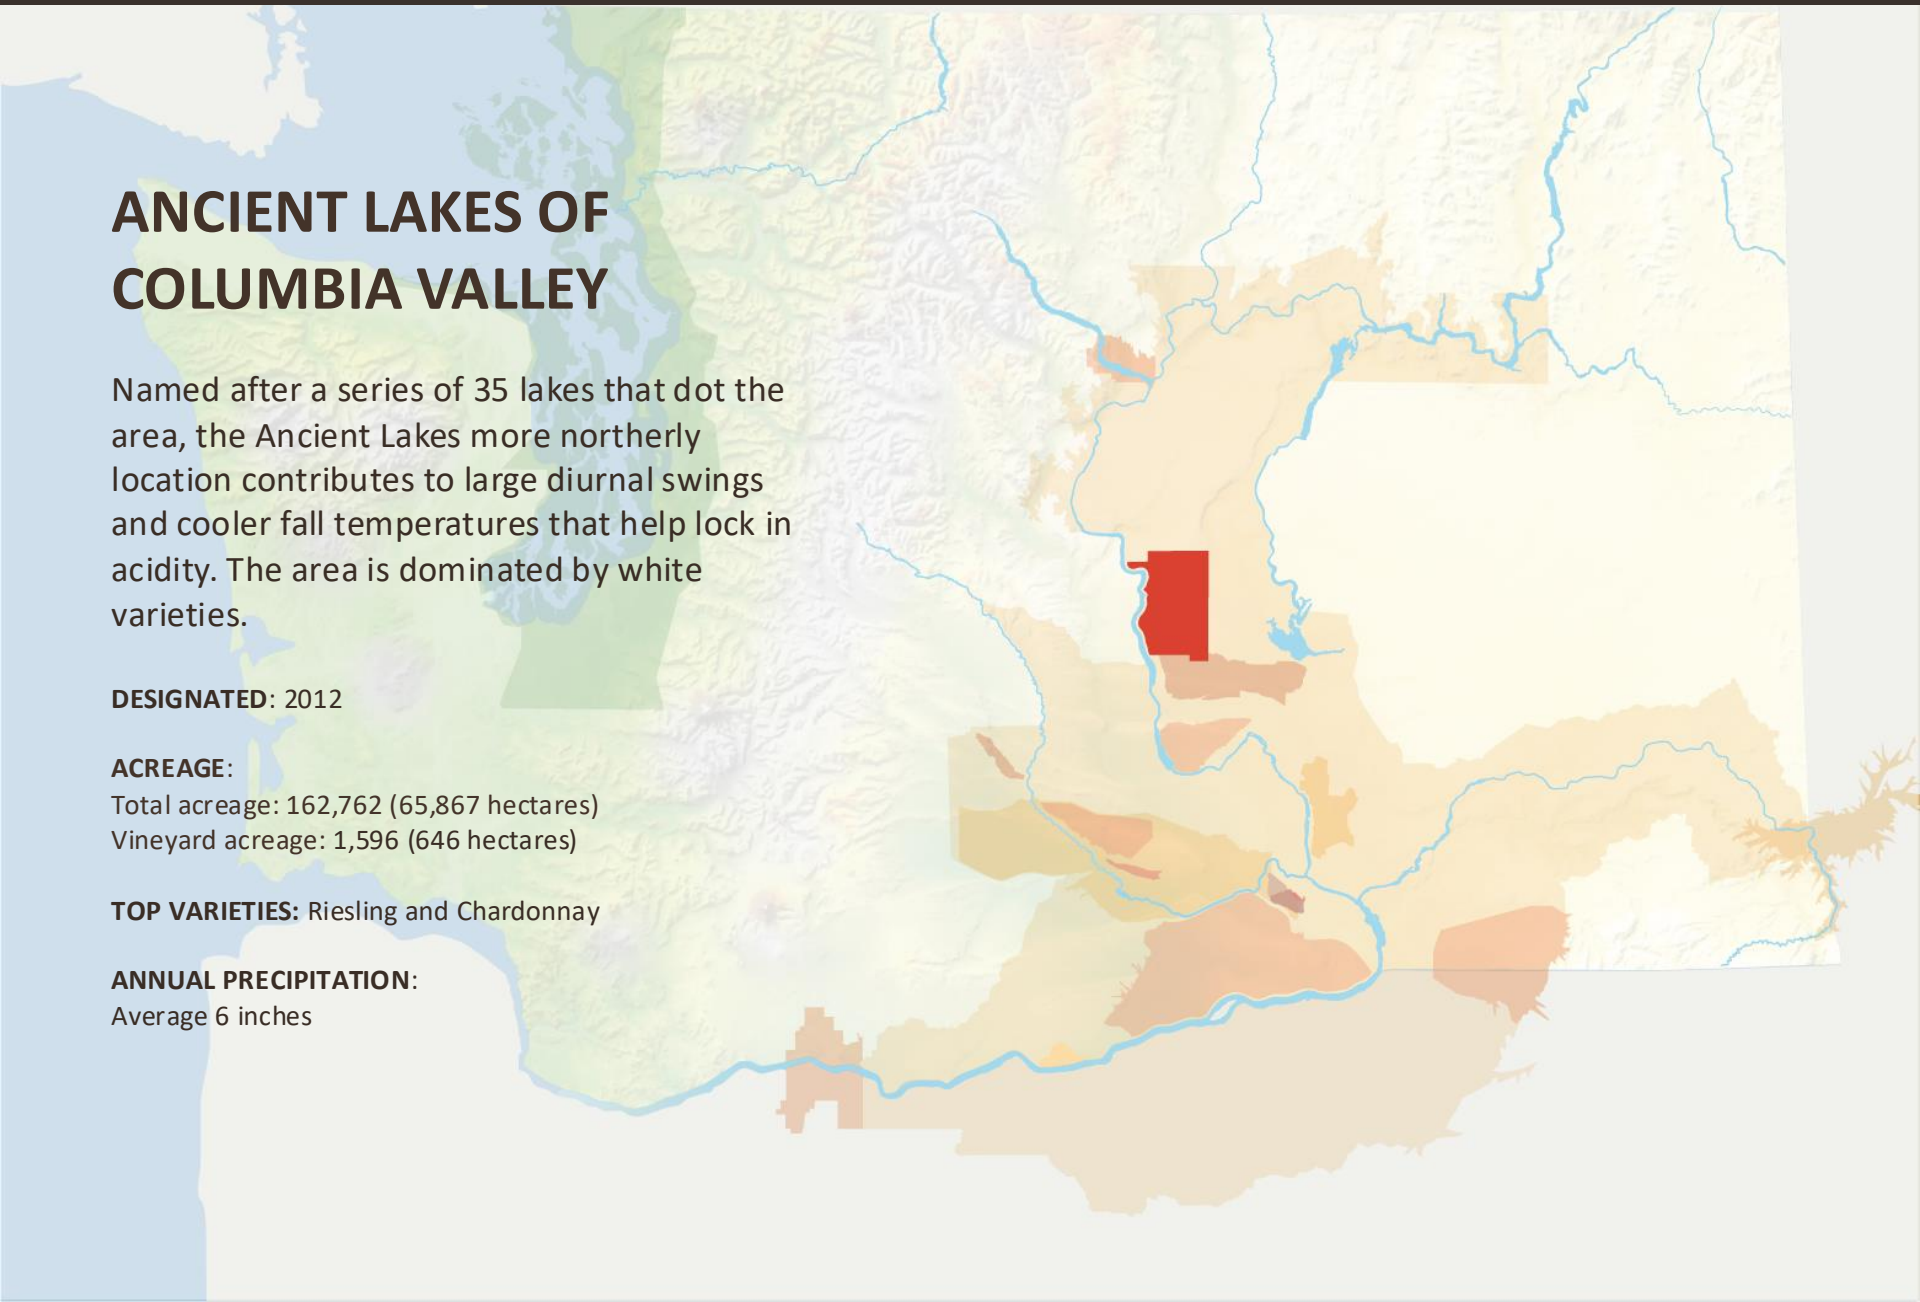 ANCIENT LAKES OF
COLUMBIA VALLEY
Named after a series of 35 lakes that dot the
area, the Ancient Lakes more northerly
location contributes to large diurnal swings
and cooler fall temperatures that help lock in
acidity. The area is dominated by white
varieties.
DESIGNATED: 2012
ACREAGE:
Total acreage: 162,762 (65,867 hectares)
Vineyard acreage: 1,596 (646 hectares)
TOP VARIETIES: Riesling and Chardonnay
ANNUAL PRECIPITATION:
Average 6 inches